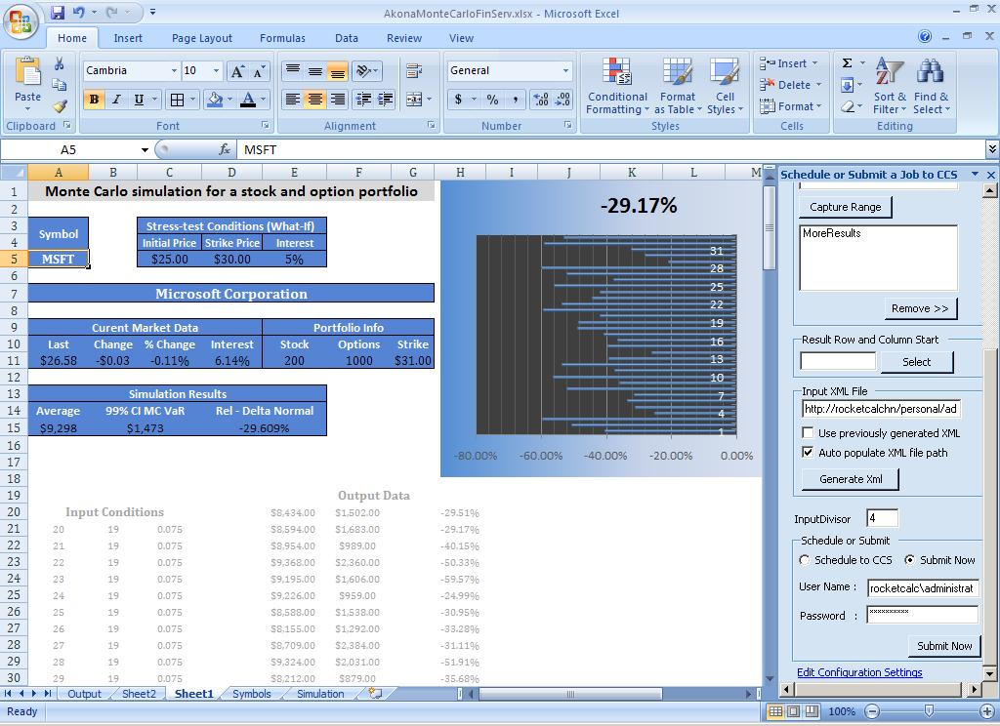 AkonaMonteCarloFinServ.xlsx - Microsoft Excel
Home Insert Page Layout Formulas Data Review View
Paste
Clipboard
Cambria 10
B I U
Font
Alignment
General
$ % ,
Number
Conditional Formatting
Format as Table
Cell Styles
Styles
Insert
Delete
Format
Cells
Σ
Sort & Filter
Find & Select
Editing
A5 fx MSFT
A B C D E F G H I J K L M
1 Monte Carlo simulation for a stock and option portfolio
2
3 Symbol Stress-test Conditions (What-If)
4 Initial Price Strike Price Interest
5 MSFT $25.00 $30.00 5%
6
7 Microsoft Corporation
8
9 Curent Market Data Portfolio Info
10 Last Change % Change Interest Stock Options Strike
11 $26.58 -$0.03 -0.11% 6.14% 200 1000 $31.00
12
13 Simulation Results
14 Average 99% CI MC VaR Rel - Delta Normal
15 $9,298 $1,473 -29.609%
16
17
18
19 Output Data
20 Input Conditions $8,434.00 $1,502.00 -29.51%
21 20 19 0.075 $8,594.00 $1,683.00 -29.17%
22 21 19 0.075 $8,954.00 $989.00 -40.15%
23 22 19 0.075 $9,368.00 $2,360.00 -50.33%
24 23 19 0.075 $9,195.00 $1,606.00 -59.57%
25 24 19 0.075 $9,226.00 $959.00 -24.99%
26 25 19 0.075 $8,588.00 $1,538.00 -30.95%
27 26 19 0.075 $8,155.00 $1,292.00 -33.28%
28 27 19 0.075 $8,709.00 $2,384.00 -31.11%
29 28 19 0.075 $9,324.00 $2,031.00 -51.91%
30 29 19 0.075 $8,212.00 $879.00 -35.68%
-29.17%
31
28
25
22
19
16
13
10
7
4
1
-80.00% -60.00% -40.00% -20.00% 0.00%
Schedule or Submit a Job to CCS
Capture Range
MoreResults
Remove >>
Result Row and Column Start
Select
Input XML File
http://rocketcalchn/personal/ad
Use previously generated XML
Auto populate XML file path
Generate Xml
InputDivisor 4
Schedule or Submit
Schedule to CCS Submit Now
User Name : rocketcalc\administrat
Password : **********
Submit Now
Edit Configuration Settings
Output Sheet2 Sheet1 Symbols Simulation
Ready 100%